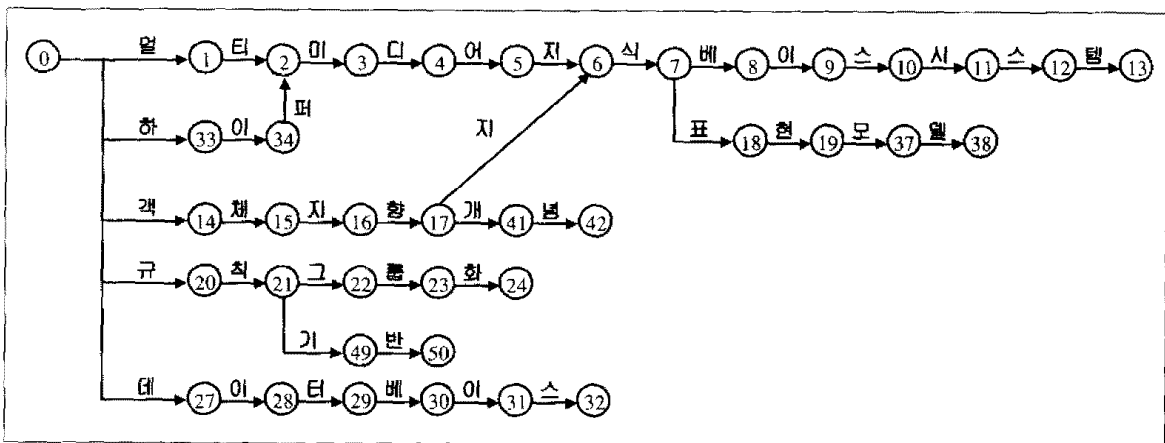 0 멀 1 티 2 미 3 디 4 어 5 지 6 식 7 베 8 이 9 스 10 시 11 스 12 템 13
하 33 이 34 퍼
지
표 18 현 19 모 37 델 38
객 14 체 15 지 16 향 17 개 41 념 42
규 20 칙 21 그 22 룹 23 화 24
기 49 반 50
데 27 이 28 터 29 베 30 이 31 스 32